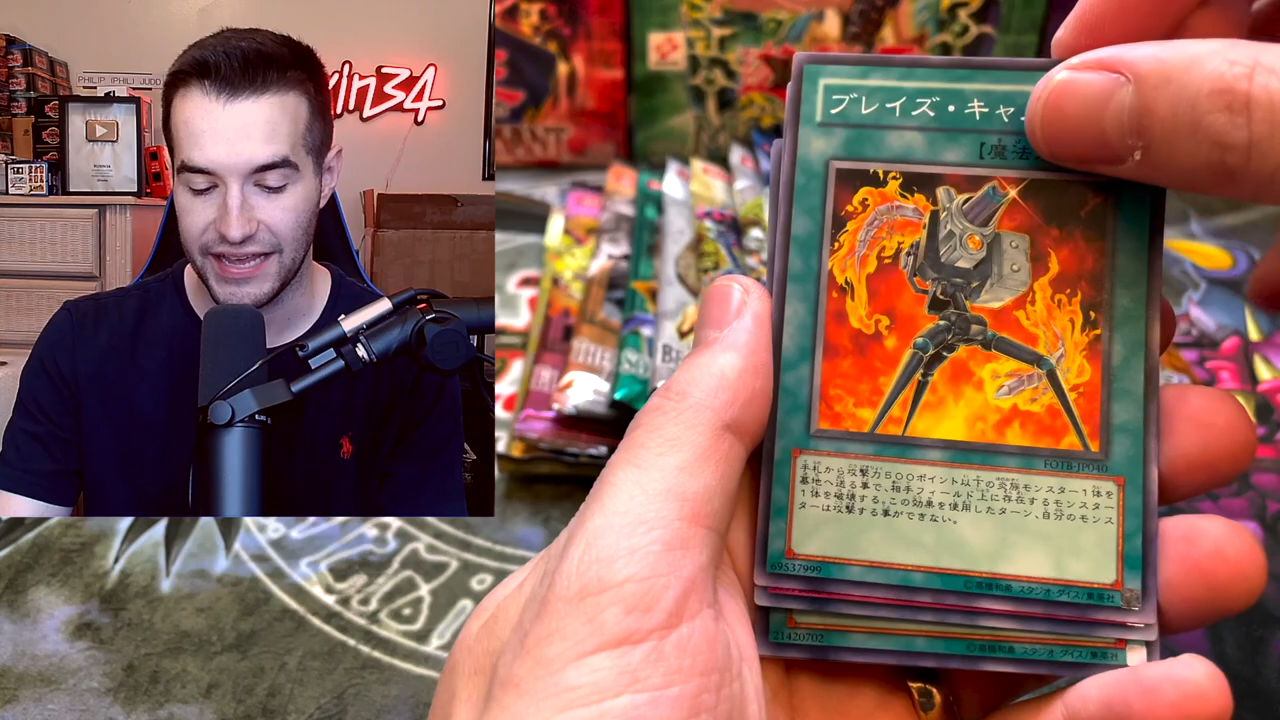 PHILIP (PHIL) JUDD
vin34
ブレイズ・キャ
【魔法
FOTB-JP040
手札から攻撃力500ポイント以下の炎族モンスター1体を
墓地へ送る事で、相手フィールド上に存在するモンスター
1体を破壊する。この効果を使用したターン、自分のモンス
ターは攻撃する事ができない。
69537999
©高橋和希 スタジオ・ダイス/集英社
21420702
©高橋和希 スタジオ・ダイス/集英社